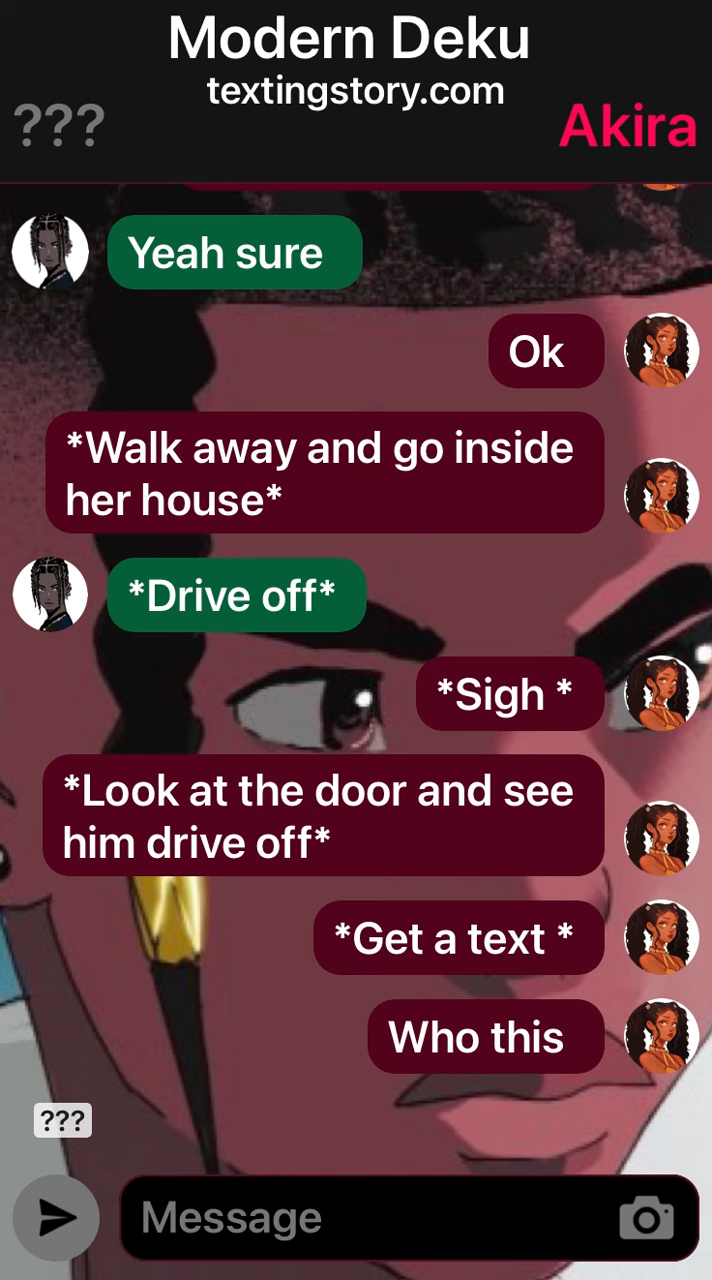 Modern Deku
textingstory.com
??? Akira
Yeah sure
Ok
*Walk away and go inside
her house*
*Drive off*
*Sigh *
*Look at the door and see
him drive off*
*Get a text *
Who this
???
Message